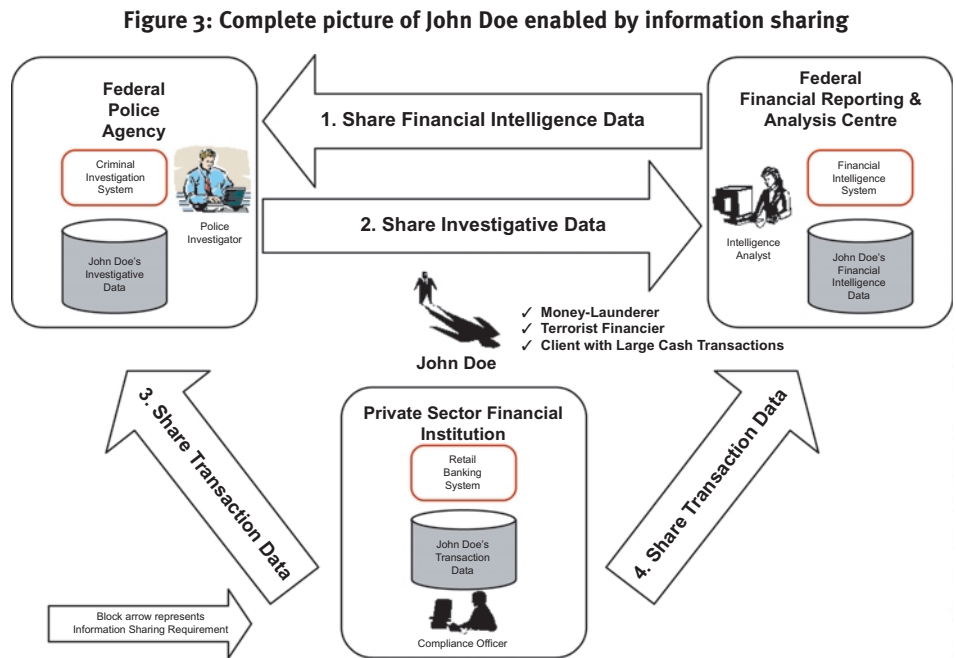 Figure 3: Complete picture of John Doe enabled by information sharing
Federal
Police
Agency
Criminal
Investigation
System
Police
Investigator
John Doe's
Investigative
Data
1. Share Financial Intelligence Data
2. Share Investigative Data
Federal
Financial Reporting &
Analysis Centre
Financial
Intelligence
System
Intelligence
Analyst
John Doe's
Financial
Intelligence
Data
John Doe
✓ Money-Launderer
✓ Terrorist Financier
✓ Client with Large Cash Transactions
3. Share Transaction Data
Private Sector Financial
Institution
Retail
Banking
System
John Doe's
Transaction
Data
Compliance Officer
4. Share Transaction Data
Block arrow represents
Information Sharing Requirement